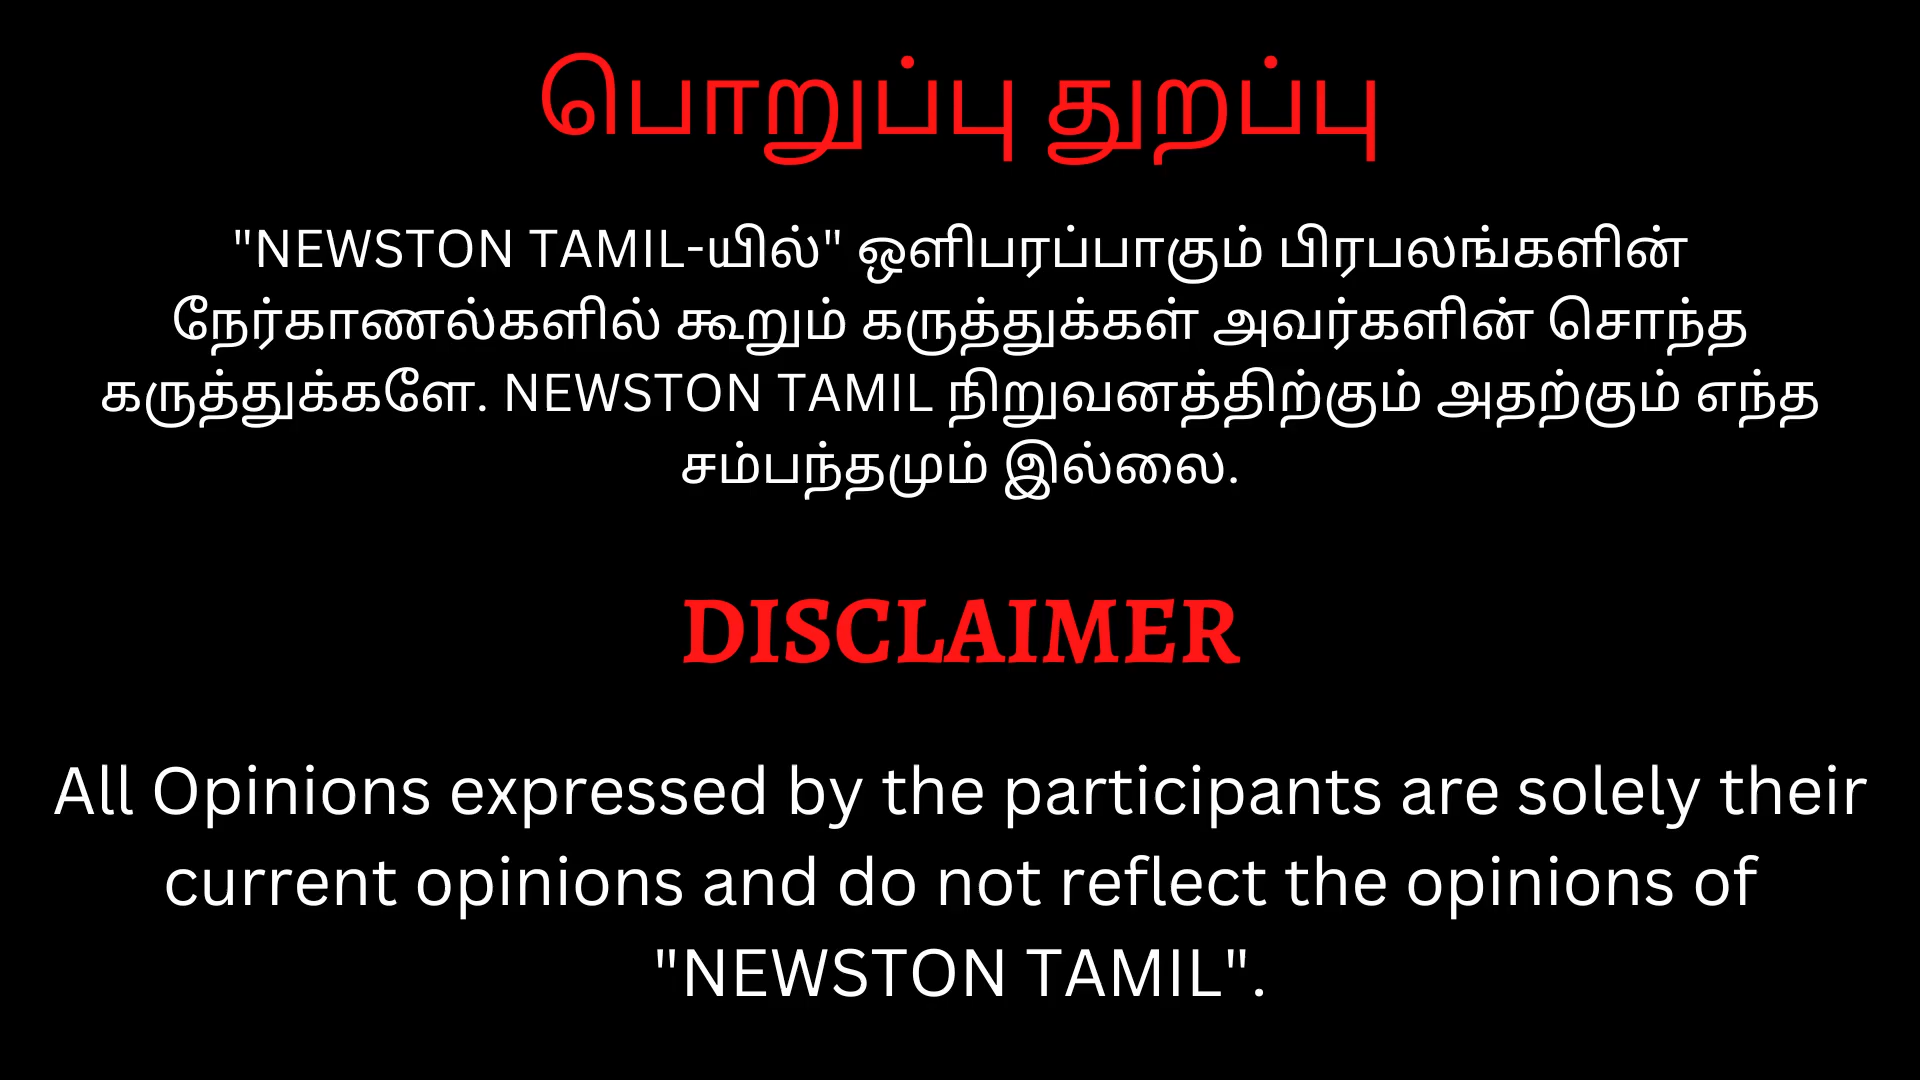 பொறுப்பு துறப்பு
"NEWSTON TAMIL-யில்" ஒளிபரப்பாகும் பிரபலங்களின்
நேர்காணல்களில் கூறும் கருத்துக்கள் அவர்களின் சொந்த
கருத்துக்களே. NEWSTON TAMIL நிறுவனத்திற்கும் அதற்கும் எந்த
சம்பந்தமும் இல்லை.
DISCLAIMER
All Opinions expressed by the participants are solely their
current opinions and do not reflect the opinions of
"NEWSTON TAMIL".